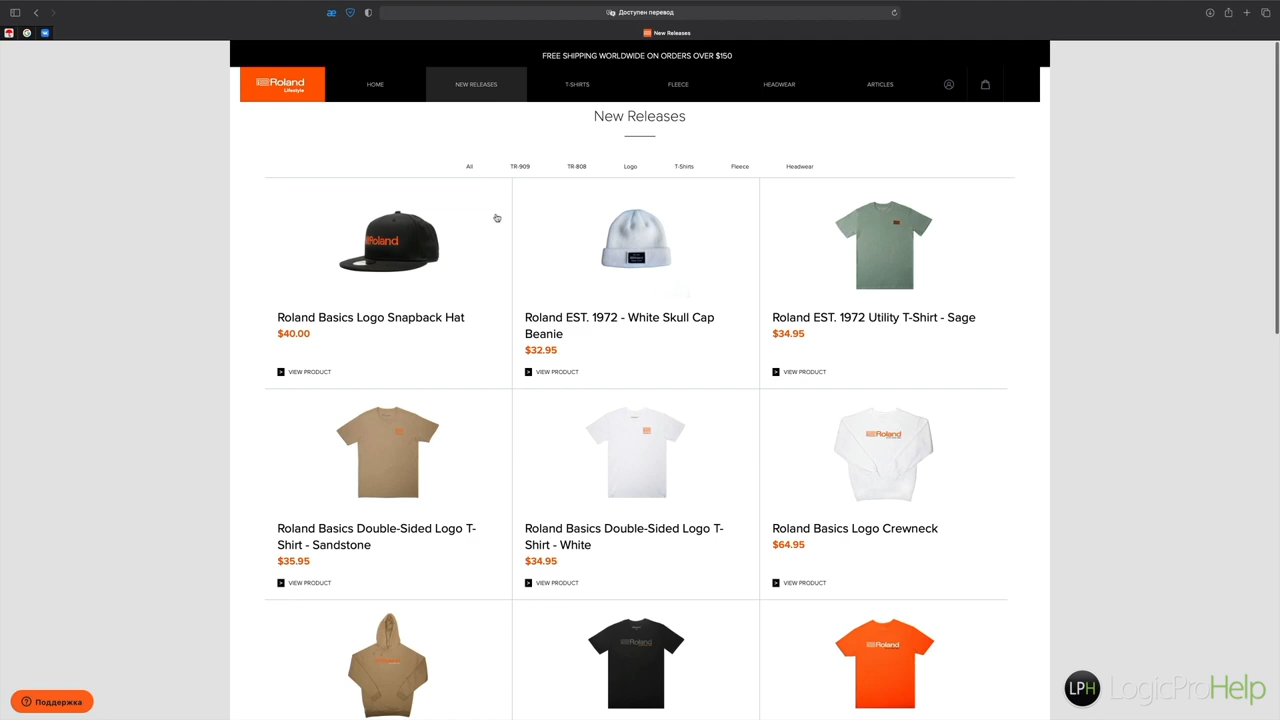 Доступен перевод
New Releases
FREE SHIPPING WORLDWIDE ON ORDERS OVER $150
Roland
Lifestyle
HOME
NEW RELEASES
T-SHIRTS
FLEECE
HEADWEAR
ARTICLES
New Releases
All
TR-909
TR-808
Logo
T-Shirts
Fleece
Headwear
Roland
Roland Basics Logo Snapback Hat
$40.00
> VIEW PRODUCT
Roland EST. 1972 - White Skull Cap
Beanie
$32.95
> VIEW PRODUCT
Roland EST. 1972 Utility T-Shirt - Sage
$34.95
> VIEW PRODUCT
Roland Basics Double-Sided Logo T-
Shirt - Sandstone
$35.95
> VIEW PRODUCT
Roland Basics Double-Sided Logo T-
Shirt - White
$34.95
> VIEW PRODUCT
Roland
Roland Basics Logo Crewneck
$64.95
> VIEW PRODUCT
Roland
Roland
Поддержка
LPH LogicProHelp